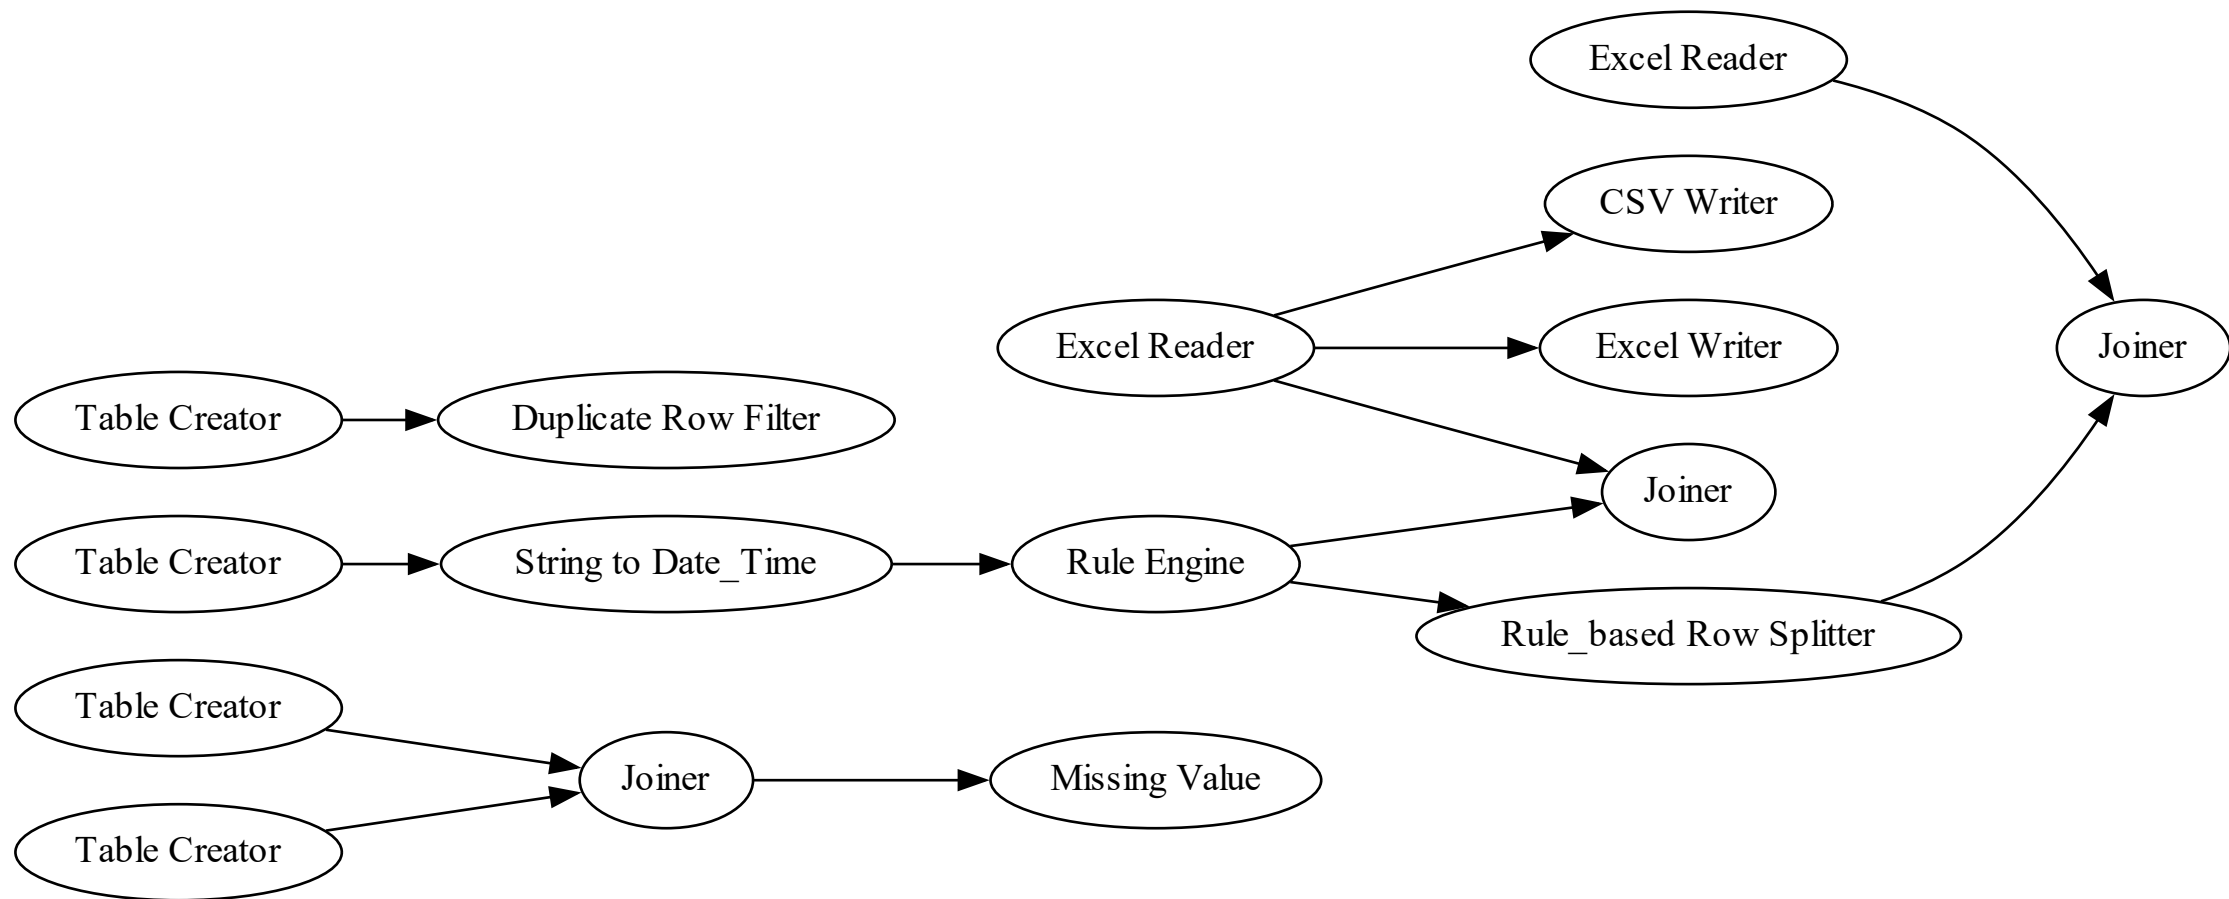 Excel Reader
CSV Writer
Excel Reader
Excel Writer
Joiner
Table Creator
Duplicate Row Filter
Joiner
Table Creator
String to Date_Time
Rule Engine
Rule_based Row Splitter
Table Creator
Joiner
Missing Value
Table Creator